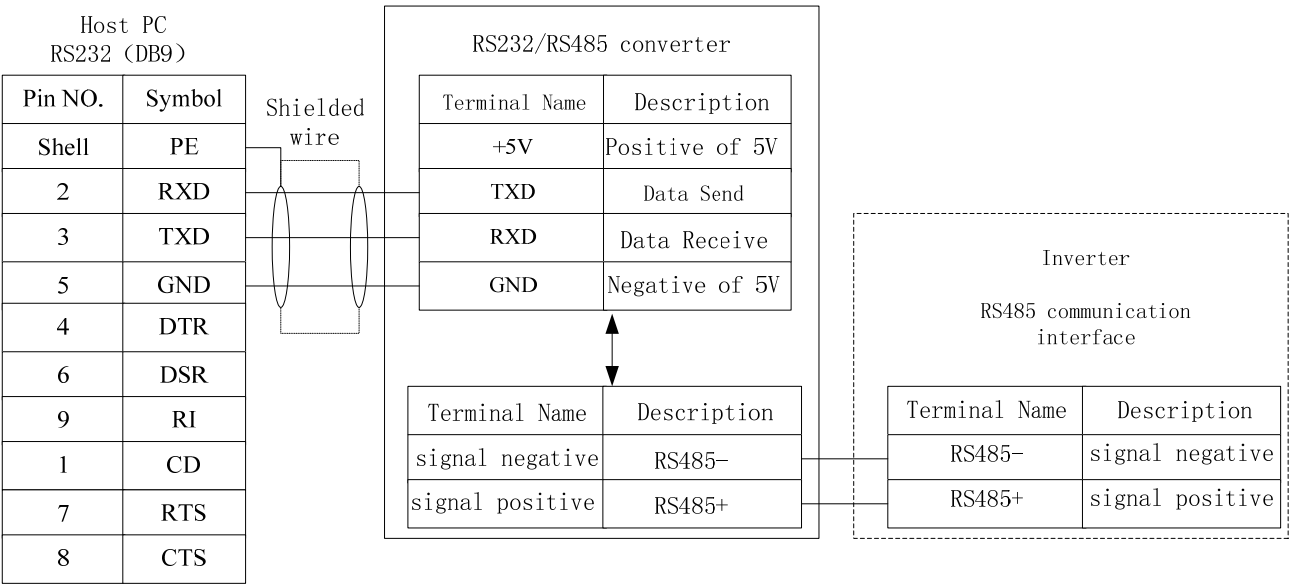 Host PC
RS232 (DB9)
Pin NO. Symbol
Shell PE
2 RXD
3 TXD
5 GND
4 DTR
6 DSR
9 RI
1 CD
7 RTS
8 CTS
Shielded
wire
RS232/RS485 converter
Terminal Name Description
+5V Positive of 5V
TXD Data Send
RXD Data Receive
GND Negative of 5V
Terminal Name Description
signal negative RS485-
signal positive RS485+
Inverter
RS485 communication
interface
Terminal Name Description
RS485- signal negative
RS485+ signal positive